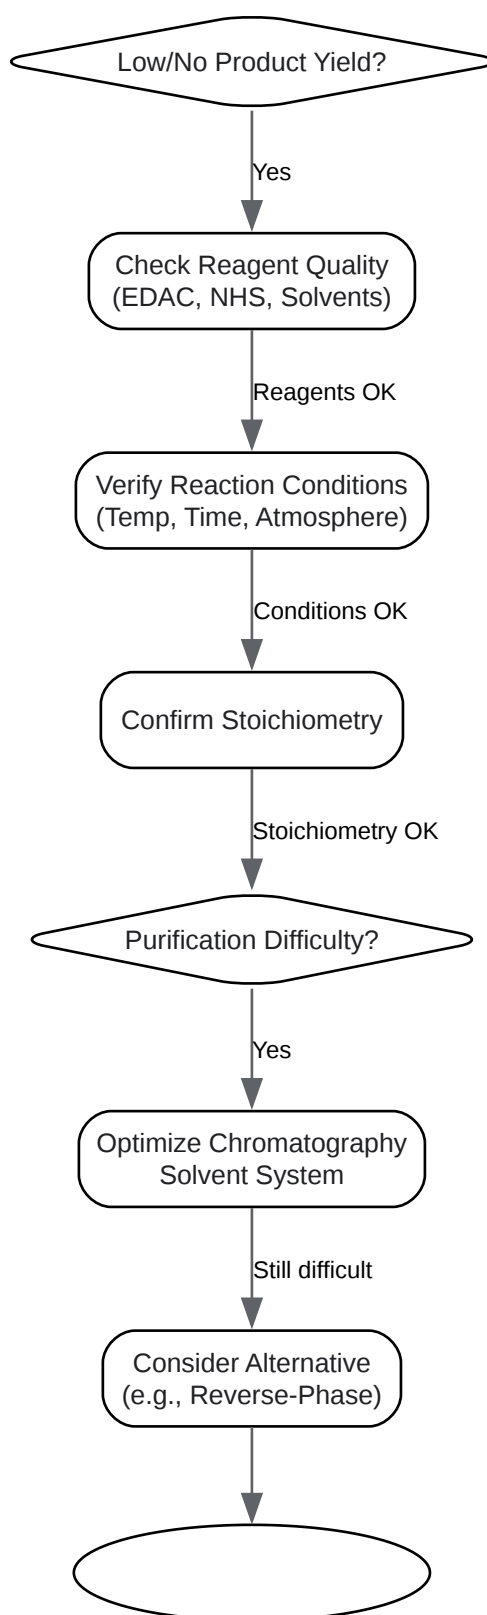 Low/No Product Yield?
Yes
Check Reagent Quality
(EDAC, NHS, Solvents)
Reagents OK
Verify Reaction Conditions
(Temp, Time, Atmosphere)
Conditions OK
Confirm Stoichiometry
Stoichiometry OK
Purification Difficulty?
Yes
Optimize Chromatography
Solvent System
Still difficult
Consider Alternative
(e.g., Reverse-Phase)